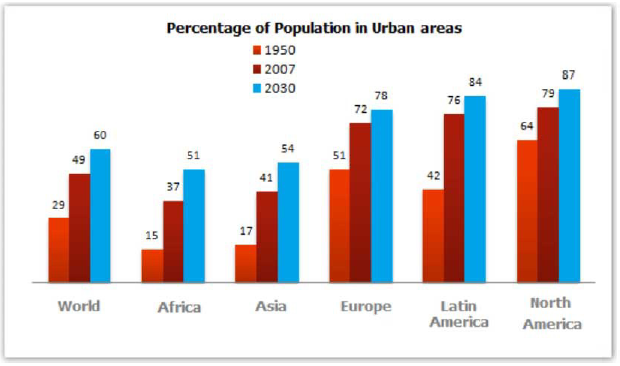 Percentage of Population in Urban areas
1950
2007
2030
29 49 60
15 37 51
17 41 54
51 72 78
42 76 84
64 79 87
World
Africa
Asia
Europe
Latin
America
North
America